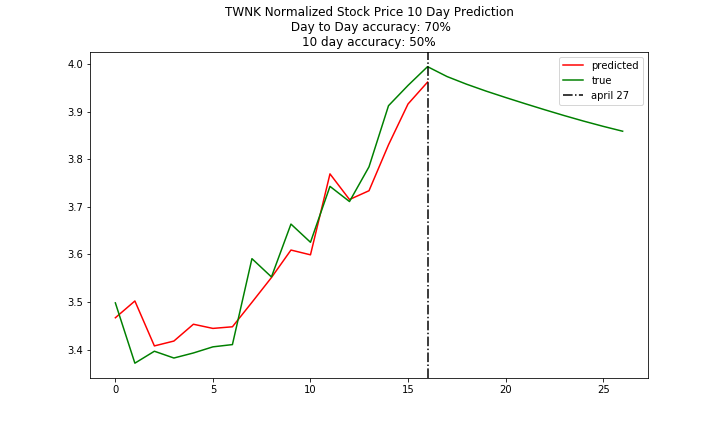 TWNK Normalized Stock Price 10 Day Prediction
Day to Day accuracy: 70%
10 day accuracy: 50%
predicted
true
april 27
4.0
3.9
3.8
3.7
3.6
3.5
3.4
0 5 10 15 20 25